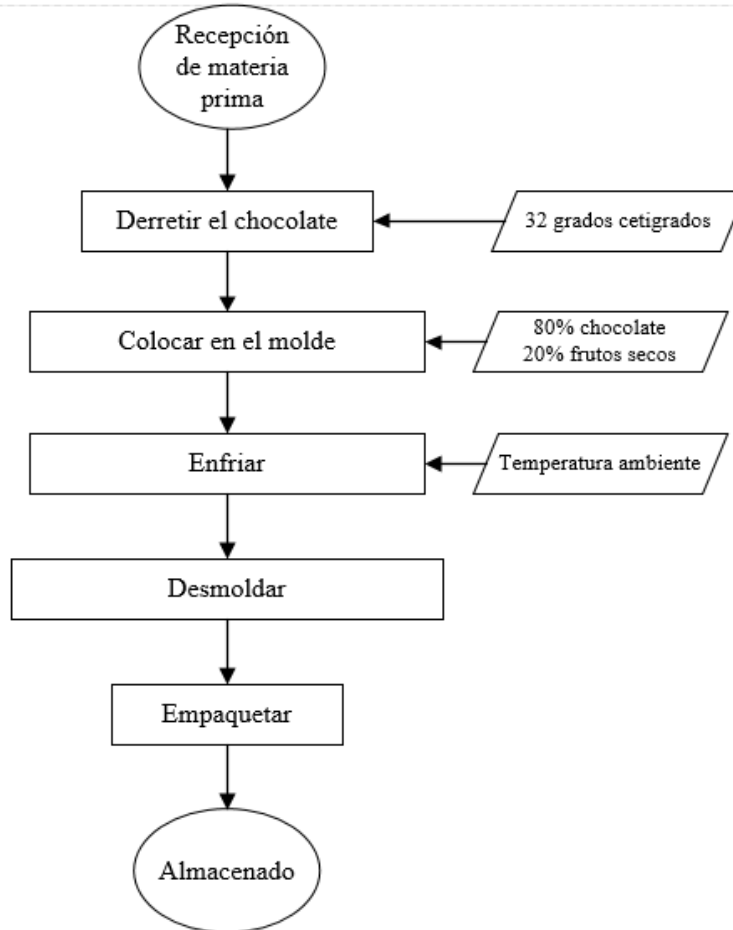 Recepción
de materia
prima
Derretir el chocolate
32 grados cetigrados
Colocar en el molde
80% chocolate
20% frutos secos
Enfriar
Temperatura ambiente
Desmoldar
Empaquetar
Almacenado